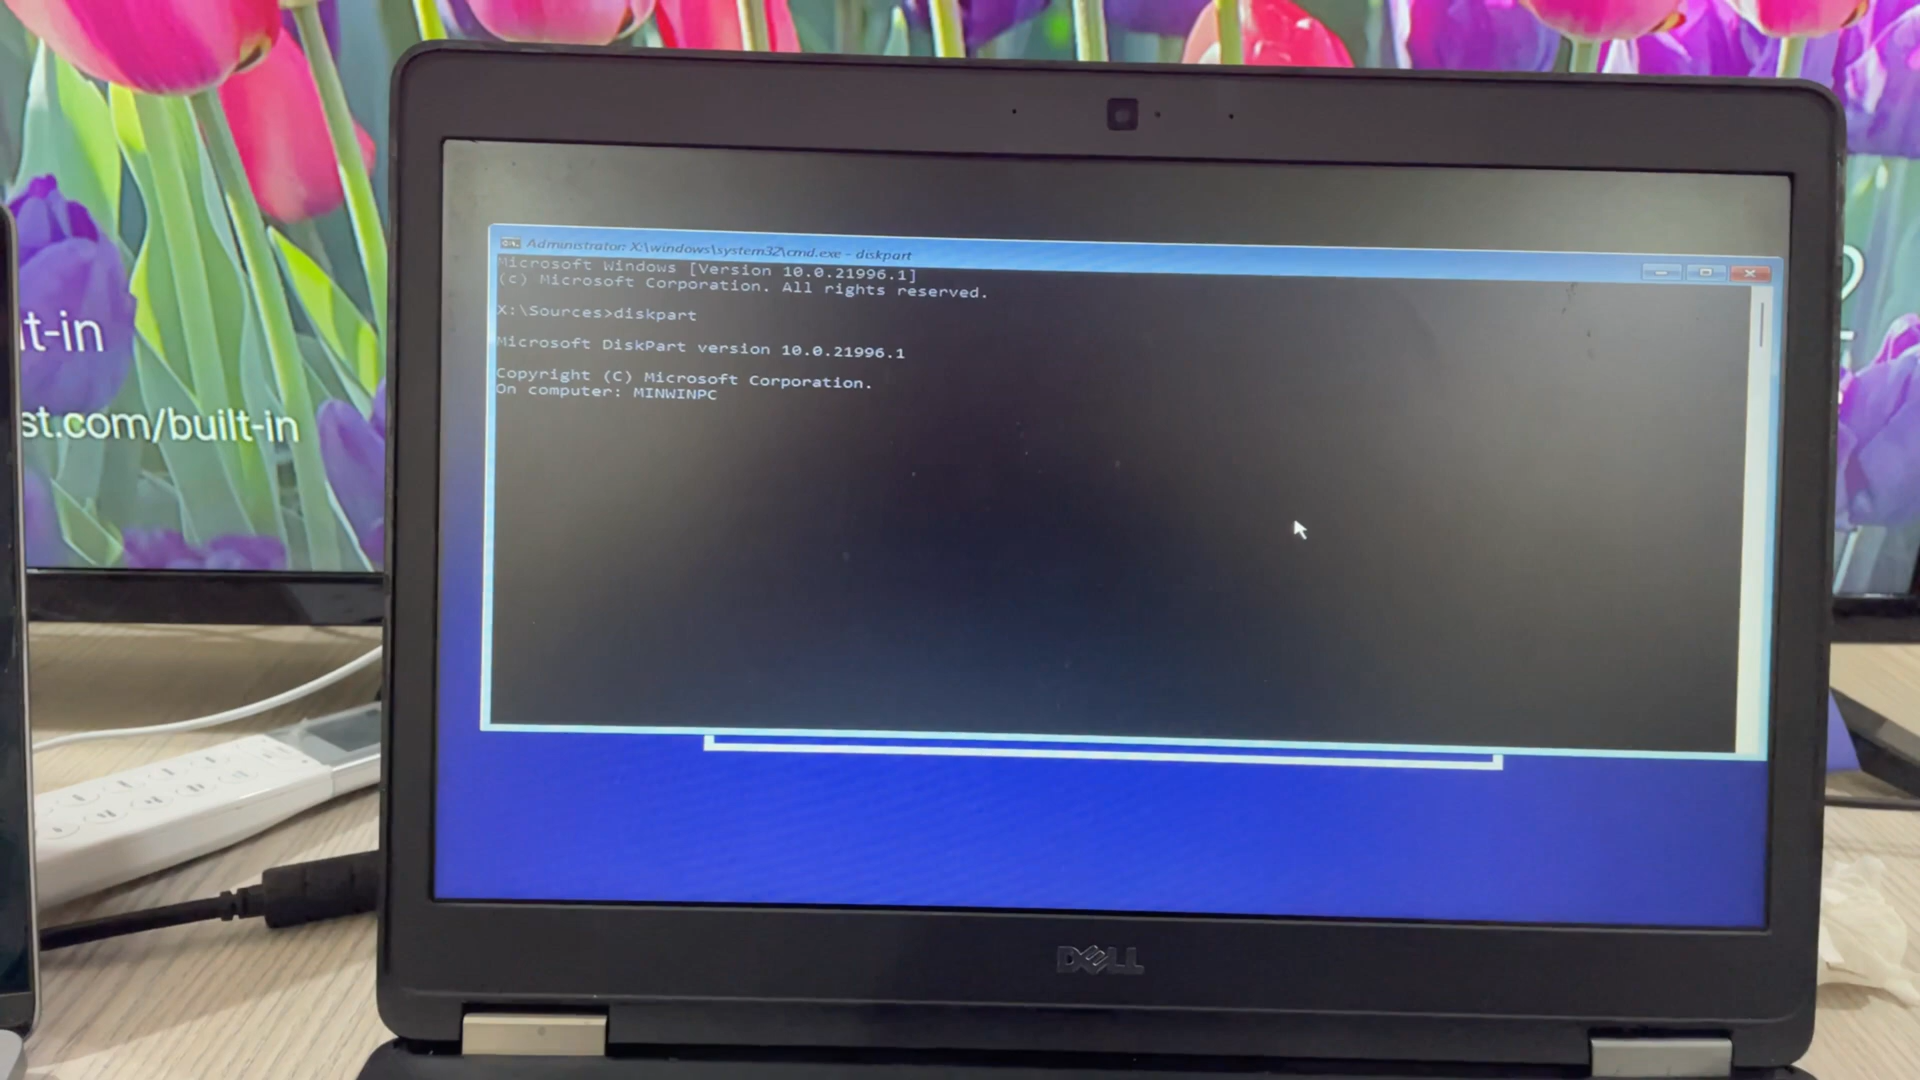 Administrator: X:\windows\system32\cmd.exe - diskpart
Microsoft Windows [Version 10.0.21996.1]
(c) Microsoft Corporation. All rights reserved.
X:\Sources>diskpart
Microsoft DiskPart version 10.0.21996.1
Copyright (C) Microsoft Corporation.
On computer: MINWINPC
t-in
st.com/built-in
DELL